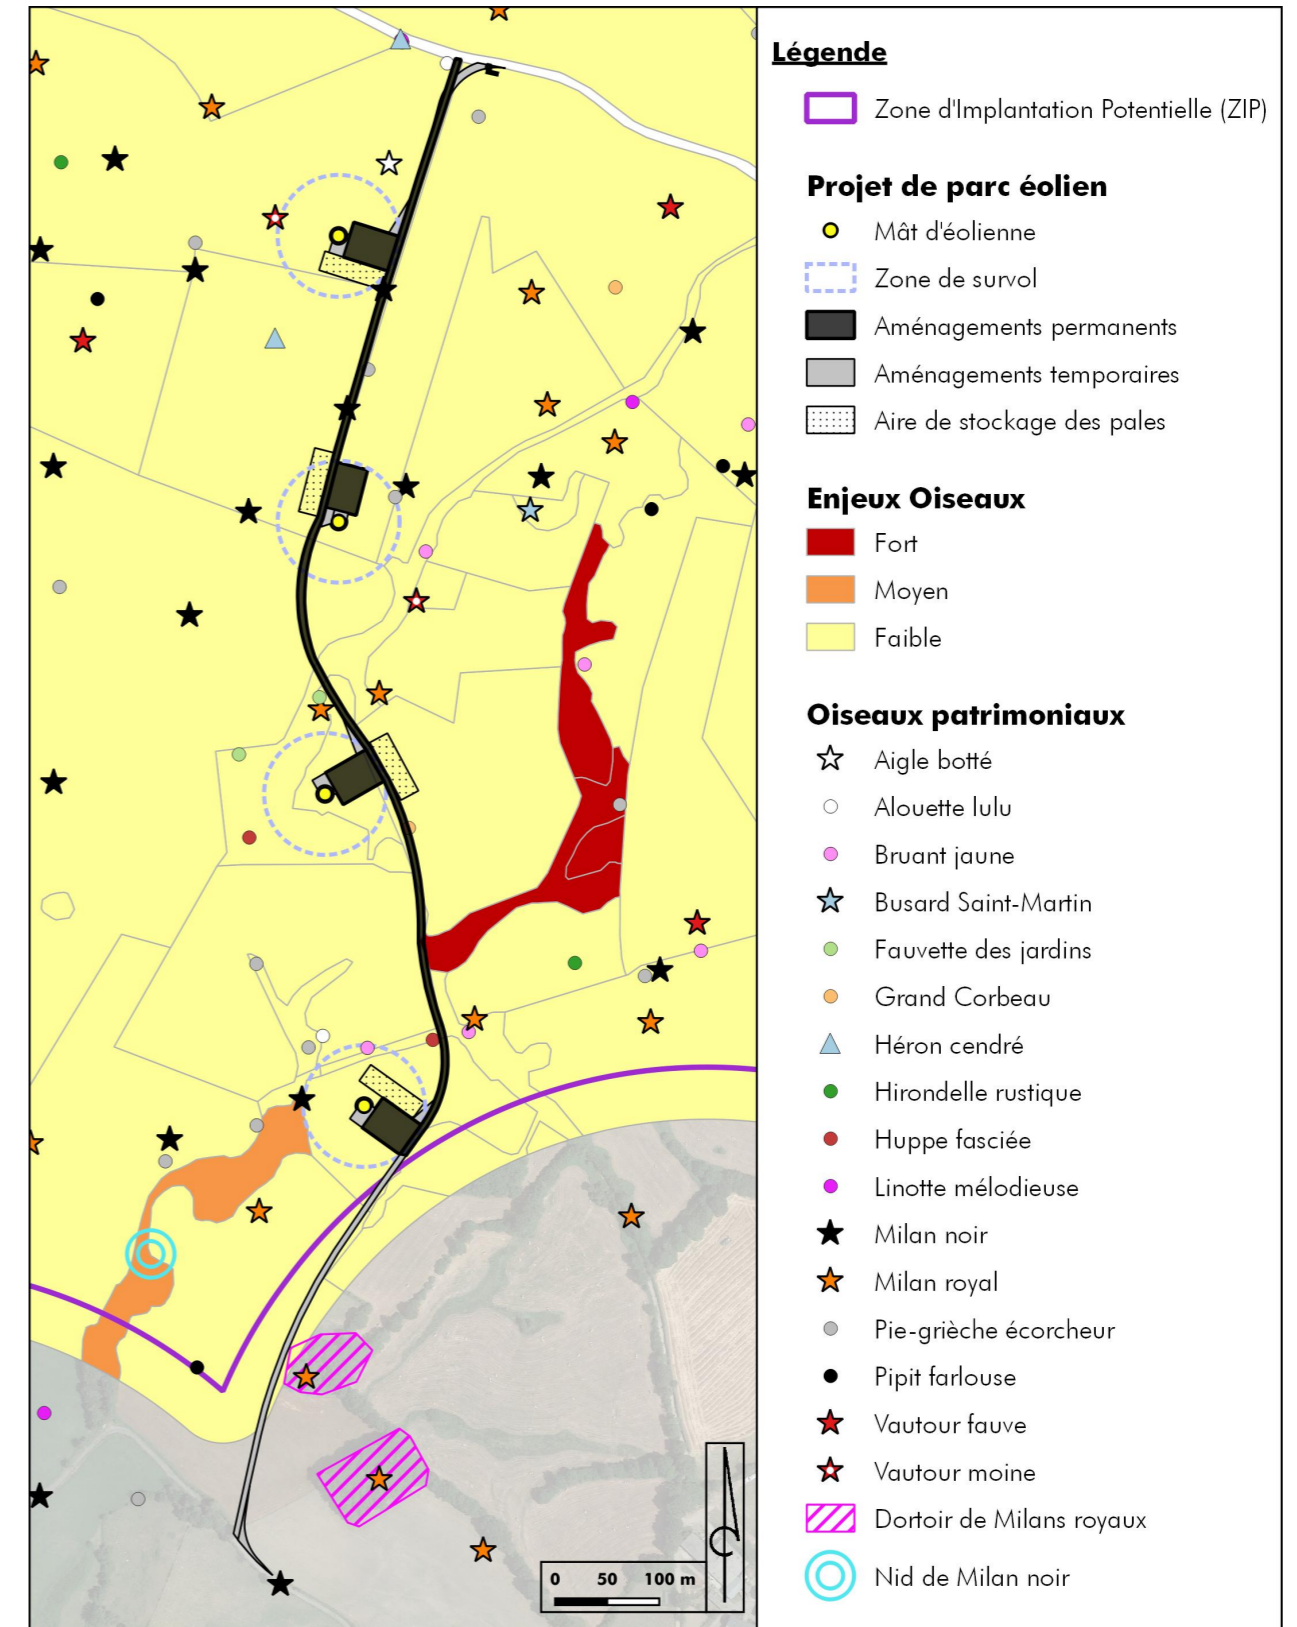 Légende
Zone d'Implantation Potentielle (ZIP)
Projet de parc éolien
Mât d'éolienne
Zone de survol
Aménagements permanents
Aménagements temporaires
Aire de stockage des pales
Enjeux Oiseaux
Fort
Moyen
Faible
Oiseaux patrimoniaux
Aigle botté
Alouette lulu
Bruant jaune
Busard Saint-Martin
Fauvette des jardins
Grand Corbeau
Héron cendré
Hirondelle rustique
Huppe fasciée
Linotte mélodieuse
Milan noir
Milan royal
Pie-grièche écorcheur
Pipit farlouse
Vautour fauve
Vautour moine
Dortoir de Milans royaux
Nid de Milan noir
0 50 100 m